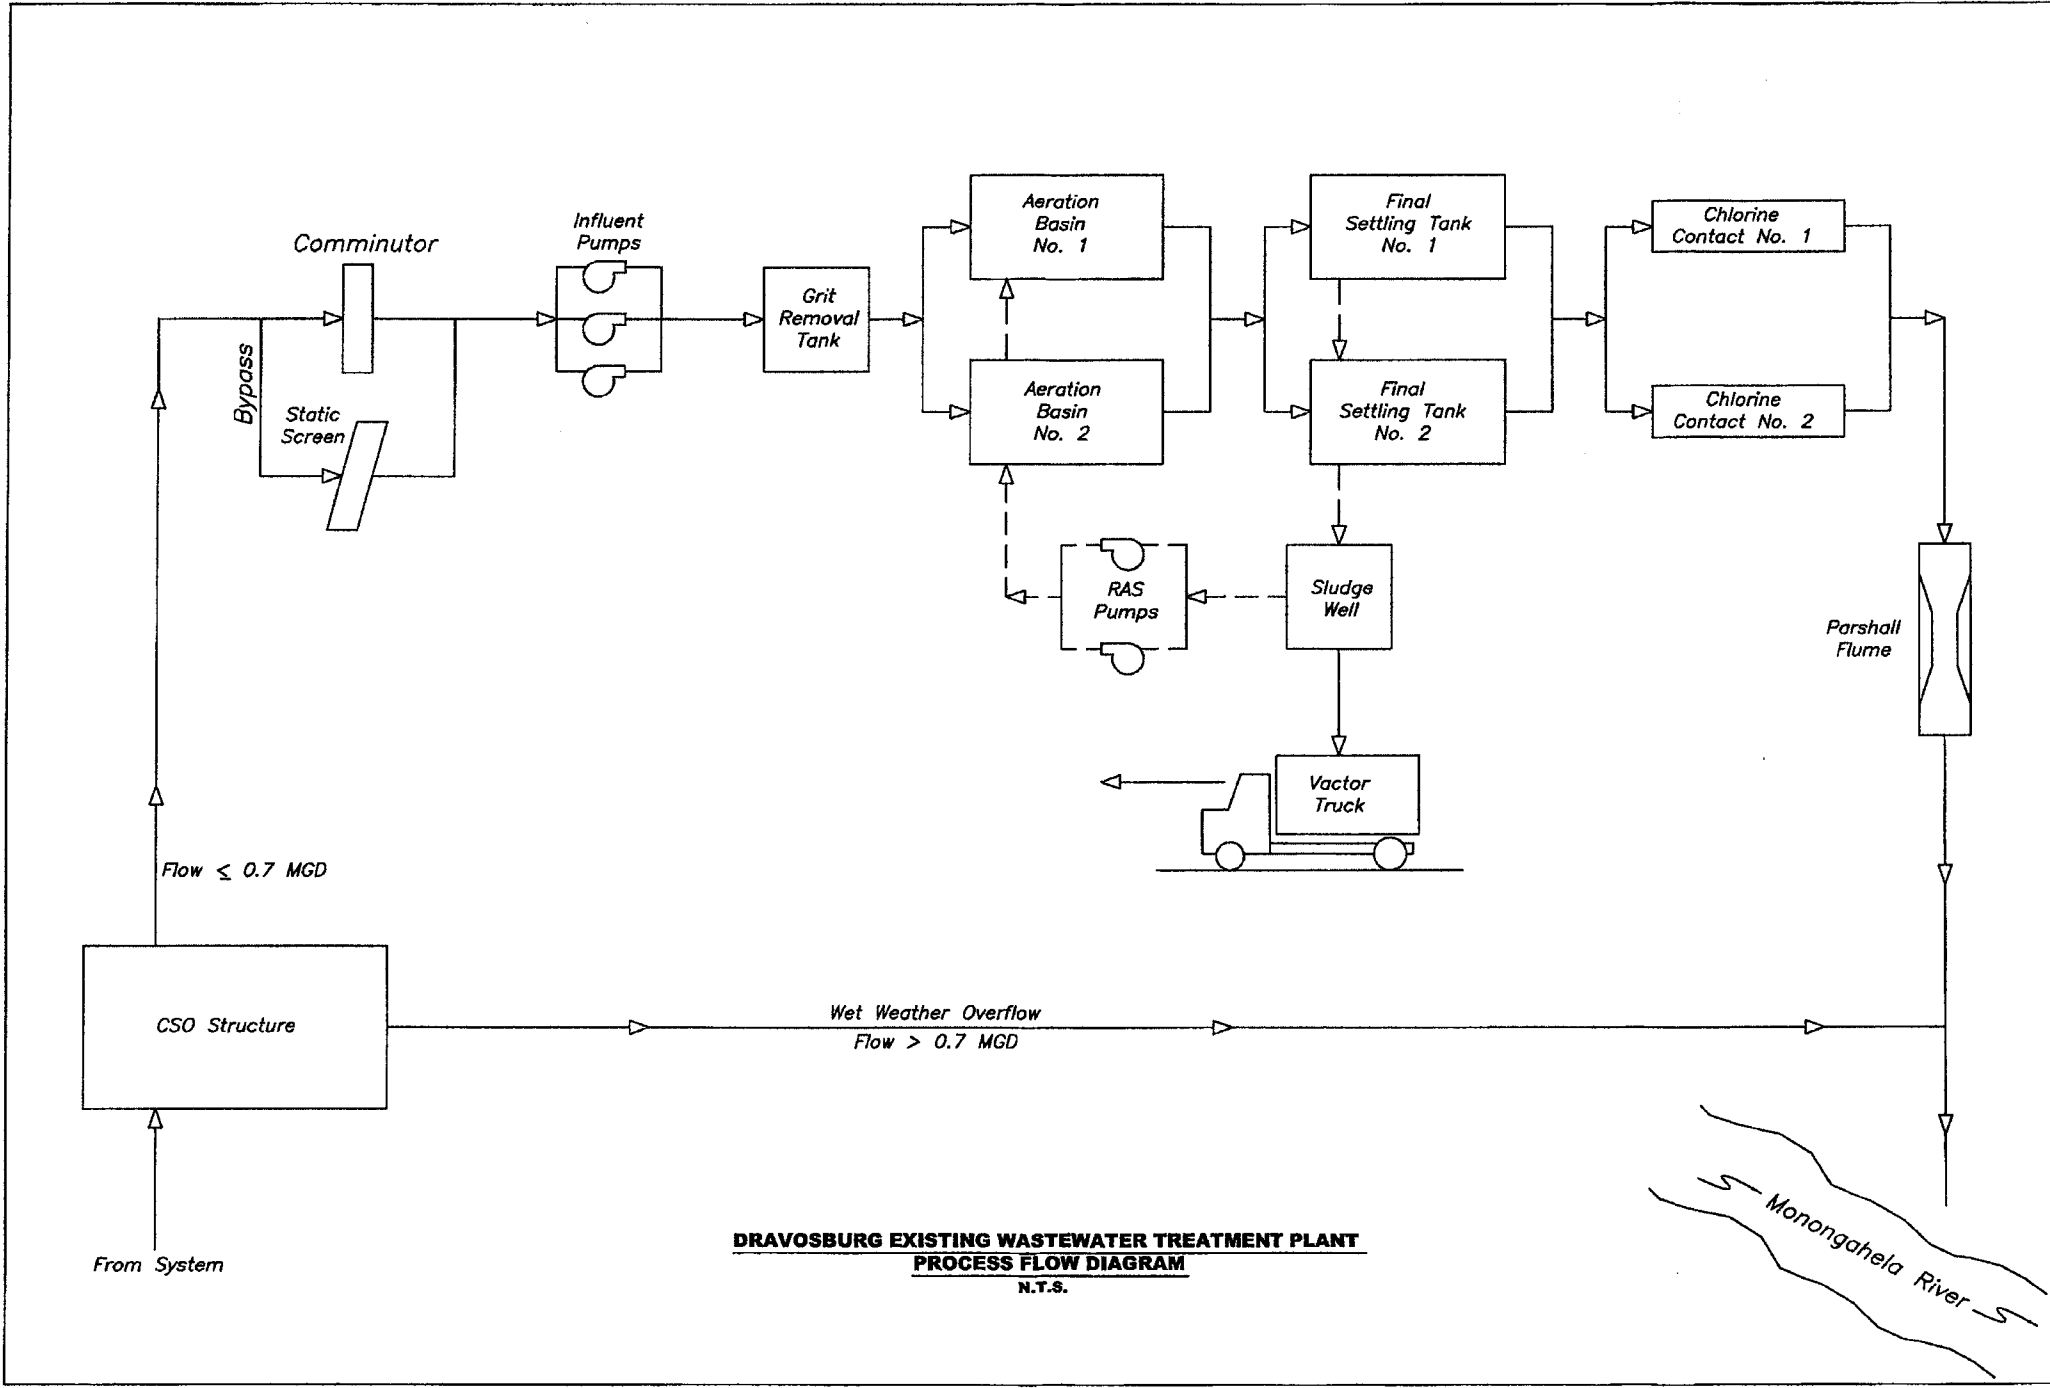 Comminutor
Influent
Pumps
Bypass
Static
Screen
Grit
Removal
Tank
Aeration
Basin
No. 1
Aeration
Basin
No. 2
Final
Settling Tank
No. 1
Final
Settling Tank
No. 2
Chlorine
Contact No. 1
Chlorine
Contact No. 2
RAS
Pumps
Sludge
Well
Parshall
Flume
Vactor
Truck
Flow ≤ 0.7 MGD
CSO Structure
Wet Weather Overflow
Flow > 0.7 MGD
From System
Monongahela River
DRAVOSBURG EXISTING WASTEWATER TREATMENT PLANT
PROCESS FLOW DIAGRAM
N.T.S.